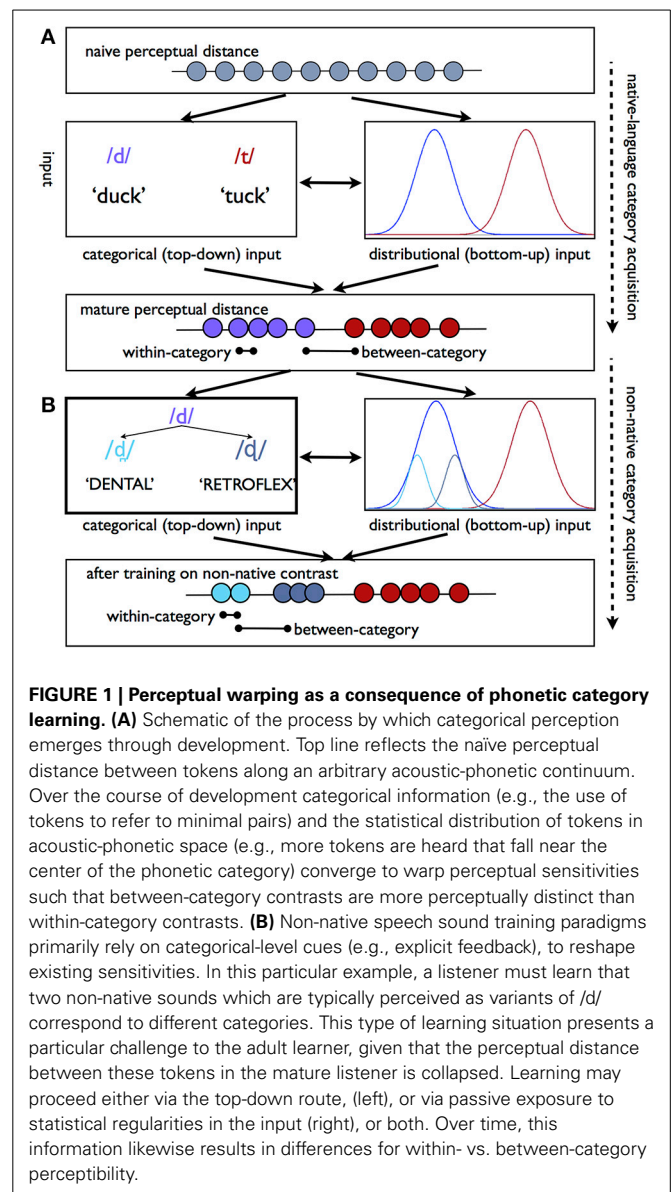 A
naive perceptual distance
native-language category acquisition
input
/d/
/t/
'duck'
'tuck'
categorical (top-down) input
distributional (bottom-up) input
mature perceptual distance
within-category
between-category
B
non-native category acquisition
/d/
/d̪/
/ɖ/
'DENTAL'
'RETROFLEX'
categorical (top-down) input
distributional (bottom-up) input
after training on non-native contrast
within-category
between-category
FIGURE 1 | Perceptual warping as a consequence of phonetic category
learning. (A) Schematic of the process by which categorical perception
emerges through development. Top line reflects the naïve perceptual
distance between tokens along an arbitrary acoustic-phonetic continuum.
Over the course of development categorical information (e.g., the use of
tokens to refer to minimal pairs) and the statistical distribution of tokens in
acoustic-phonetic space (e.g., more tokens are heard that fall near the
center of the phonetic category) converge to warp perceptual sensitivities
such that between-category contrasts are more perceptually distinct than
within-category contrasts. (B) Non-native speech sound training paradigms
primarily rely on categorical-level cues (e.g., explicit feedback), to reshape
existing sensitivities. In this particular example, a listener must learn that
two non-native sounds which are typically perceived as variants of /d/
correspond to different categories. This type of learning situation presents a
particular challenge to the adult learner, given that the perceptual distance
between these tokens in the mature listener is collapsed. Learning may
proceed either via the top-down route, (left), or via passive exposure to
statistical regularities in the input (right), or both. Over time, this
information likewise results in differences for within- vs. between-category
perceptibility.